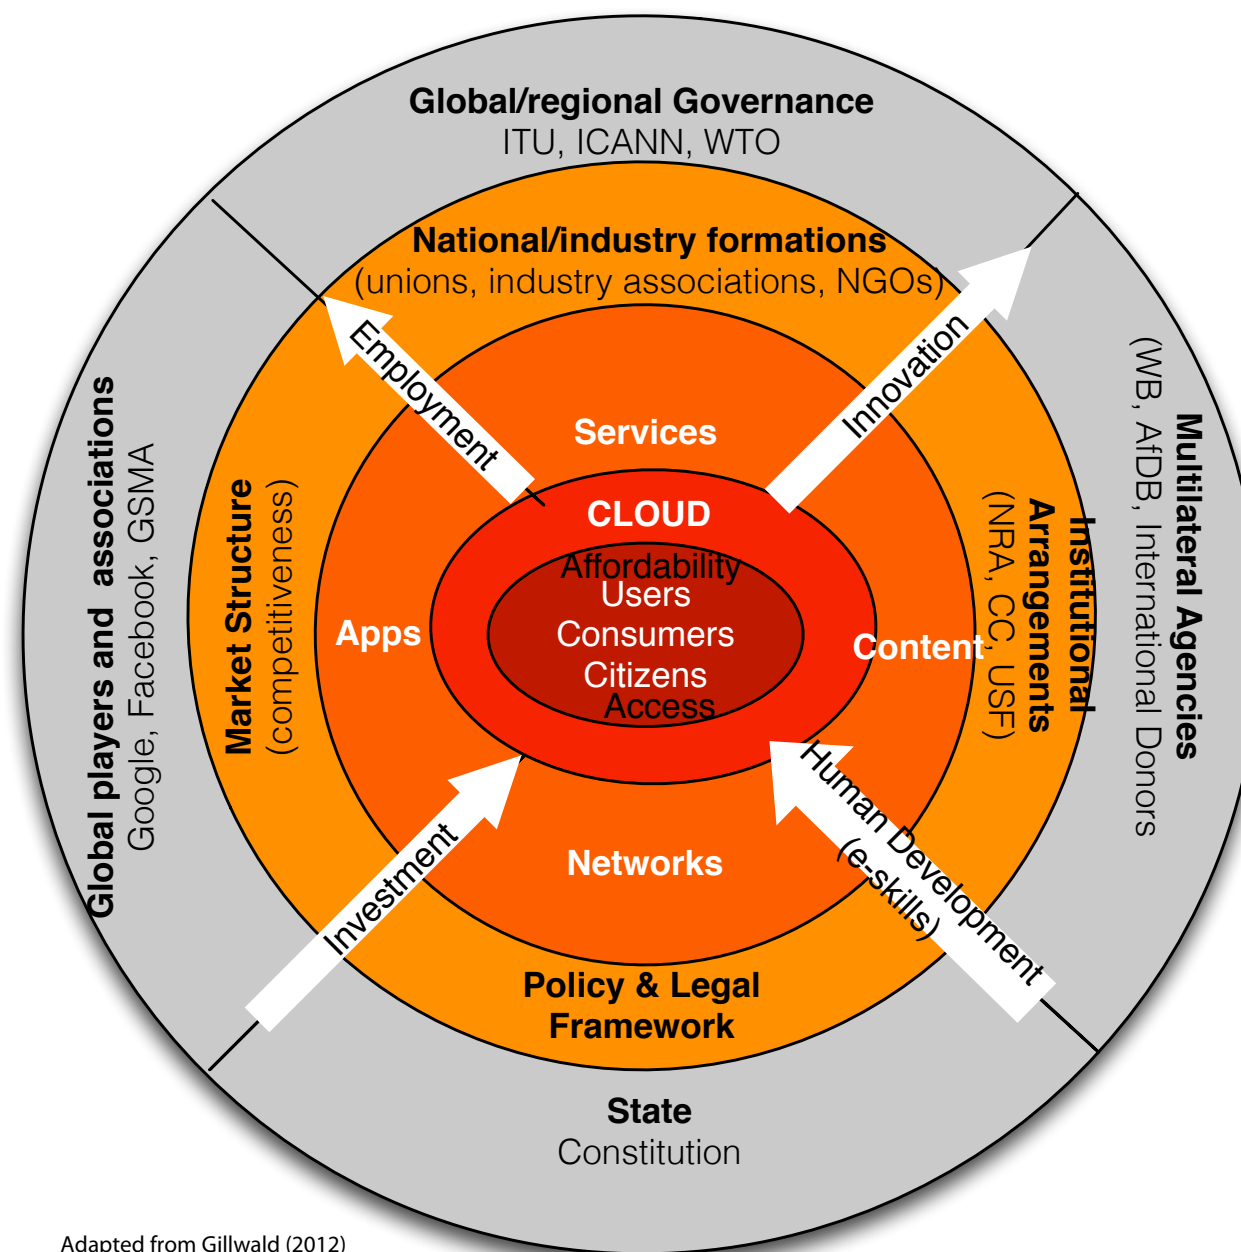 Global/regional Governance
ITU, ICANN, WTO
National/industry formations
(unions, industry associations, NGOs)
Employment
Innovation
Services
CLOUD
Affordability
Users
Consumers
Citizens
Access
Apps
Content
Networks
Global players and associations
Google, Facebook, GSMA
Market Structure
(competitiveness)
Institutional
Arrangements
(NRA, CC, USF)
Multilateral Agencies
(WB, AfDB, International Donors
Investment
Human Development
(e-skills)
Policy & Legal
Framework
State
Constitution
Adapted from Gillwald (2012)